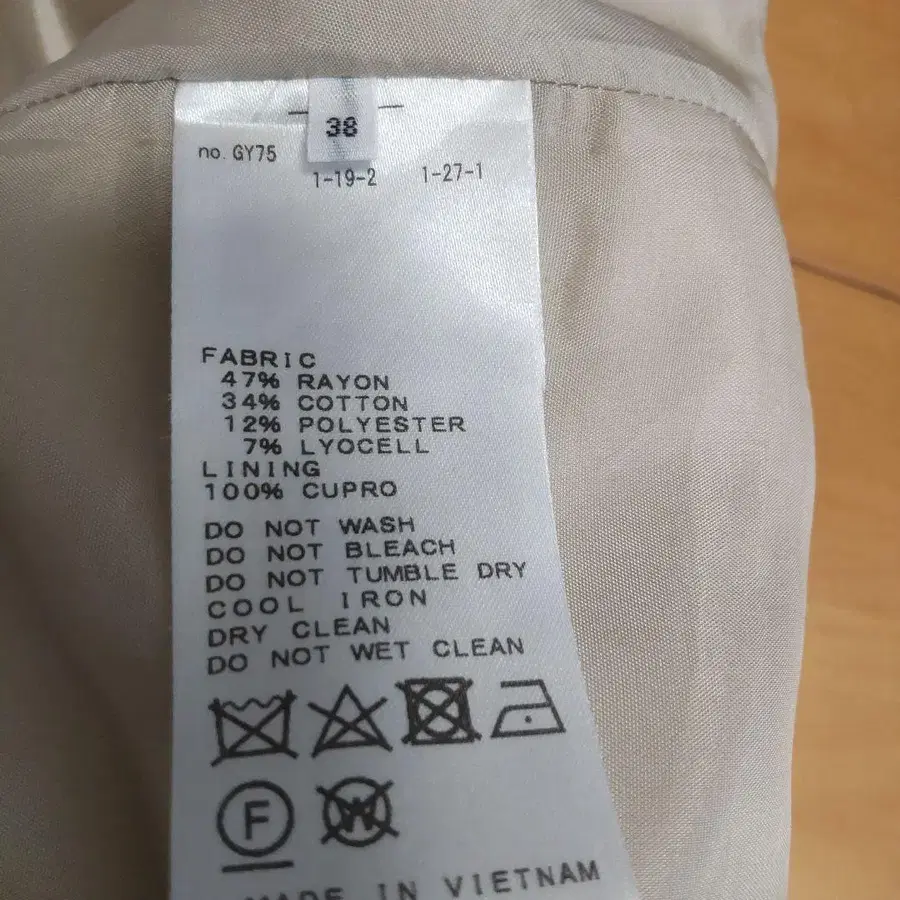 38
no. GY75
1-19-2 1-27-1
FABRIC
47% RAYON
34% COTTON
12% POLYESTER
7% LYOCELL
LINING
100% CUPRO
DO NOT WASH
DO NOT BLEACH
DO NOT TUMBLE DRY
COOL IRON
DRY CLEAN
DO NOT WET CLEAN
F W
MADE IN VIETNAM